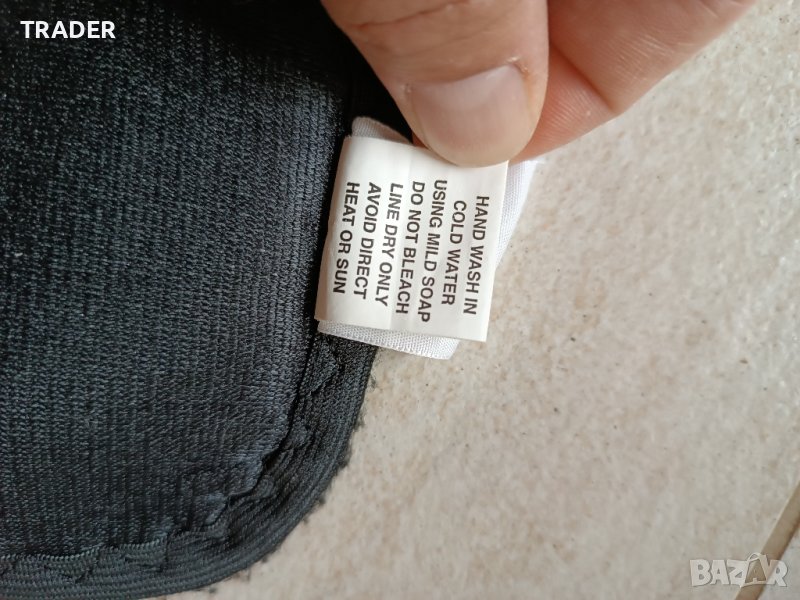 TRADER
HAND WASH IN
COLD WATER
USING MILD SOAP
DO NOT BLEACH
LINE DRY ONLY
AVOID DIRECT
HEAT OR SUN
BAZAR